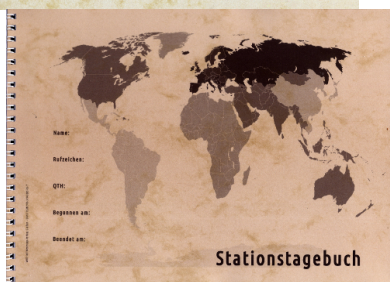 Name:
Rufzeichen:
QTH:
Begonnen am:
Beendet am:
Stationstagebuch